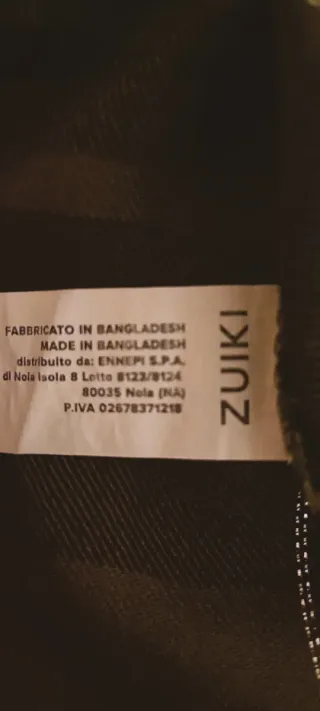 FABBRICATO IN BANGLADESH
MADE IN BANGLADESH
distribuito da: ENNEPI S.P.A.
di Nola Isola 8 Lotto 8123/8124
80035 Nola (NA)
P.IVA 02678371218
ZUIKI